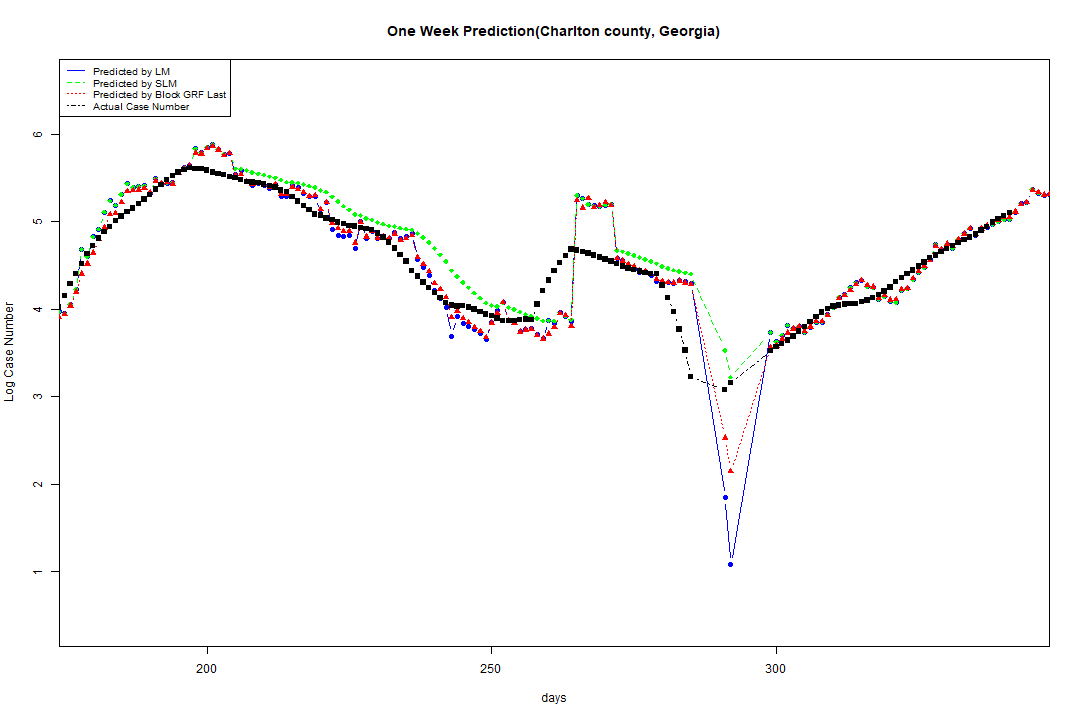 One Week Prediction(Charlton county, Georgia)
Predicted by LM
Predicted by SLM
Predicted by Block GRF Last
Actual Case Number
6
5
4
3
2
1
Log Case Number
200
250
300
days